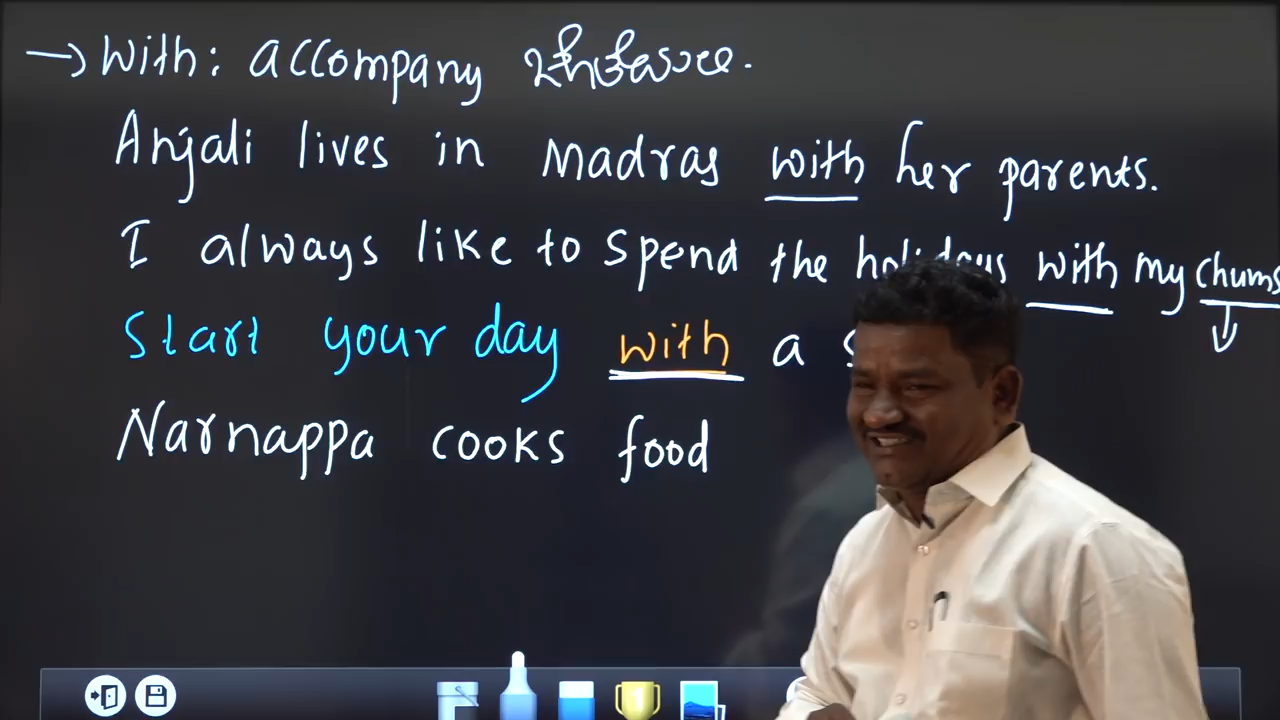 → With: accompany
Anjali lives in Madras with her parents.
I always like to spend the holidays with my chums
Start your day with a
Narnappa cooks food